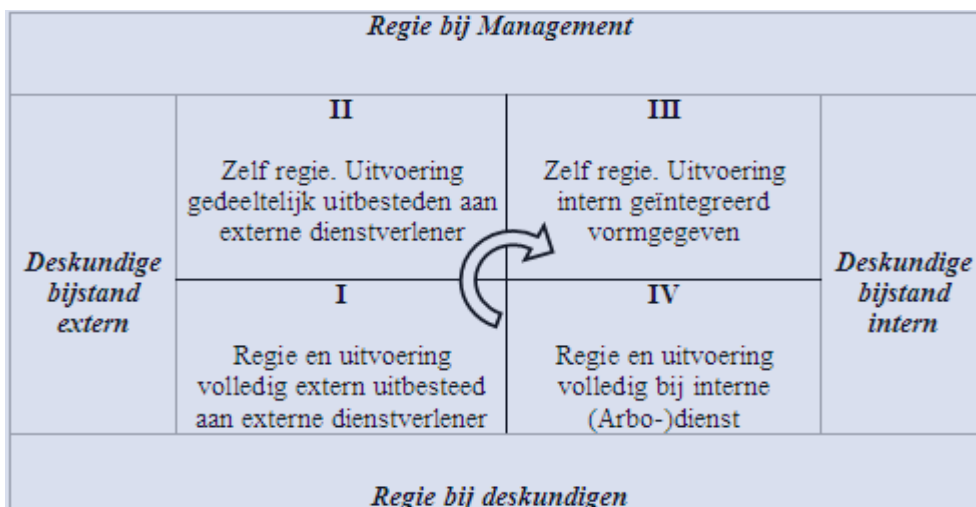 Regie bij Management
II
Zelf regie. Uitvoering
gedeeltelijk uitbesteden aan
externe dienstverlener
III
Zelf regie. Uitvoering
intern geïntegreerd
vormgegeven
Deskundige
bijstand
extern
I
Regie en uitvoering
volledig extern uitbesteed
aan externe dienstverlener
IV
Regie en uitvoering
volledig bij interne
(Arbo-)dienst
Deskundige
bijstand
intern
Regie bij deskundigen